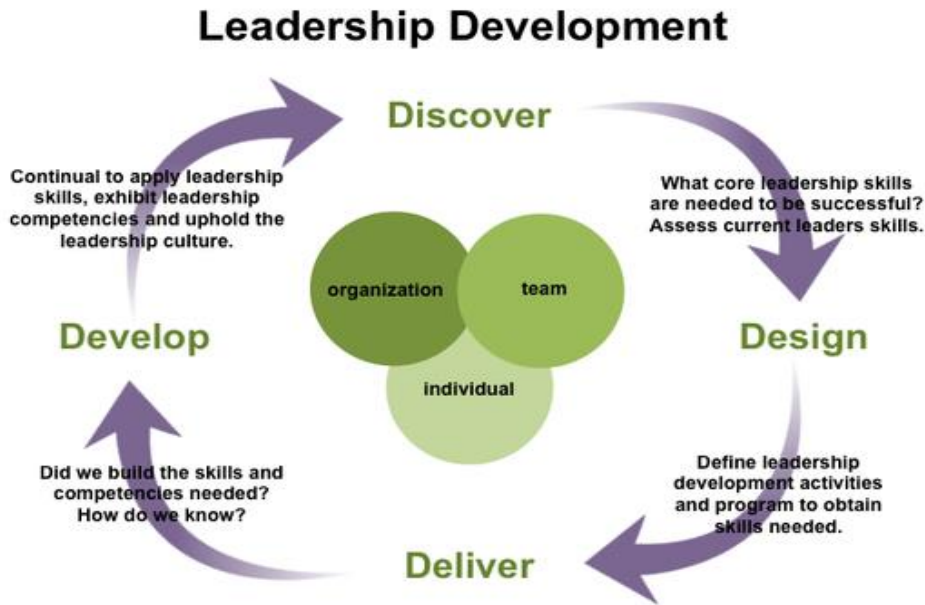 Leadership Development
Discover
What core leadership skills
are needed to be successful?
Assess current leaders skills.
Design
Define leadership
development activities
and program to obtain
skills needed.
Deliver
Did we build the skills and
competencies needed?
How do we know?
Develop
Continual to apply leadership
skills, exhibit leadership
competencies and uphold the
leadership culture.
organization
team
individual